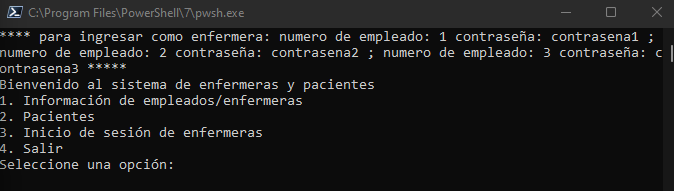 C:\Program Files\PowerShell\7\pwsh.exe
**** para ingresar como enfermera: numero de empleado: 1 contraseña: contrasena1 ;
numero de empleado: 2 contraseña: contrasena2 ; numero de empleado: 3 contraseña: c
ontrasena3 *****
Bienvenido al sistema de enfermeras y pacientes
1. Información de empleados/enfermeras
2. Pacientes
3. Inicio de sesión de enfermeras
4. Salir
Seleccione una opción: